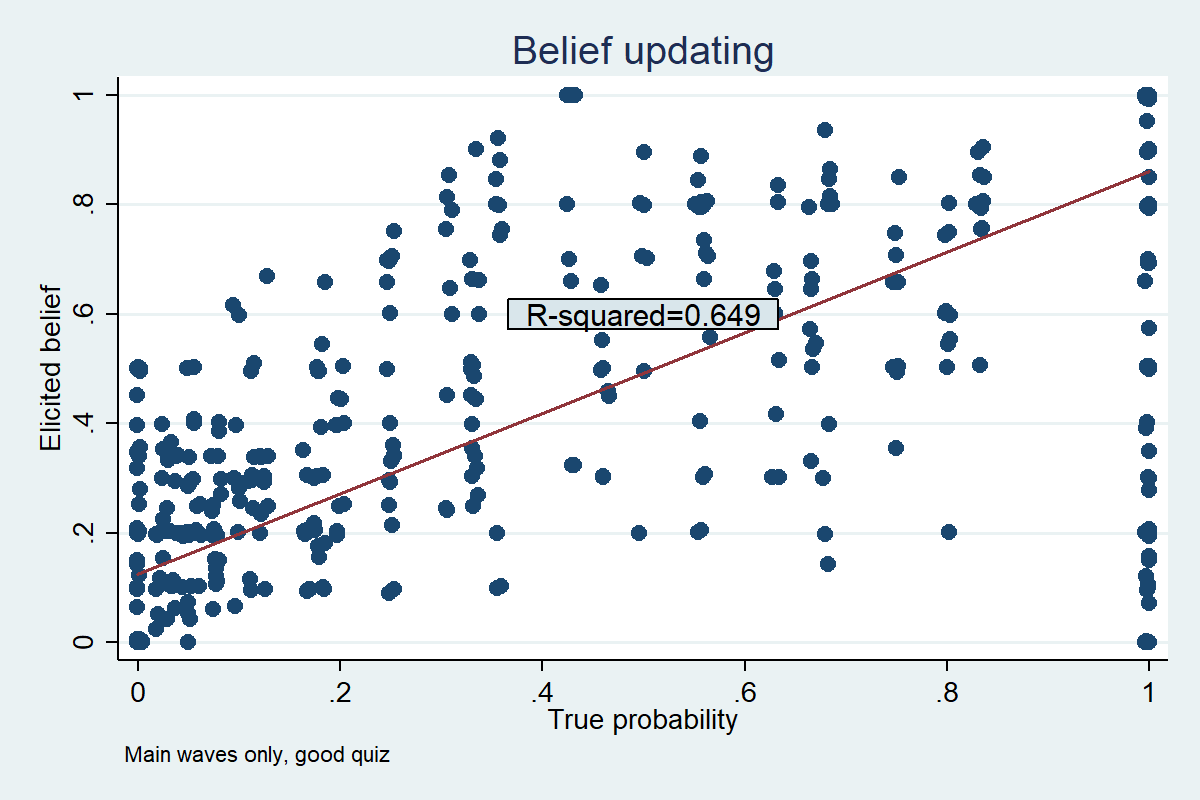 Belief updating
Elicited belief
1
.8
.6
.4
.2
0
R-squared=0.649
0 .2 .4 .6 .8 1
True probability
Main waves only, good quiz